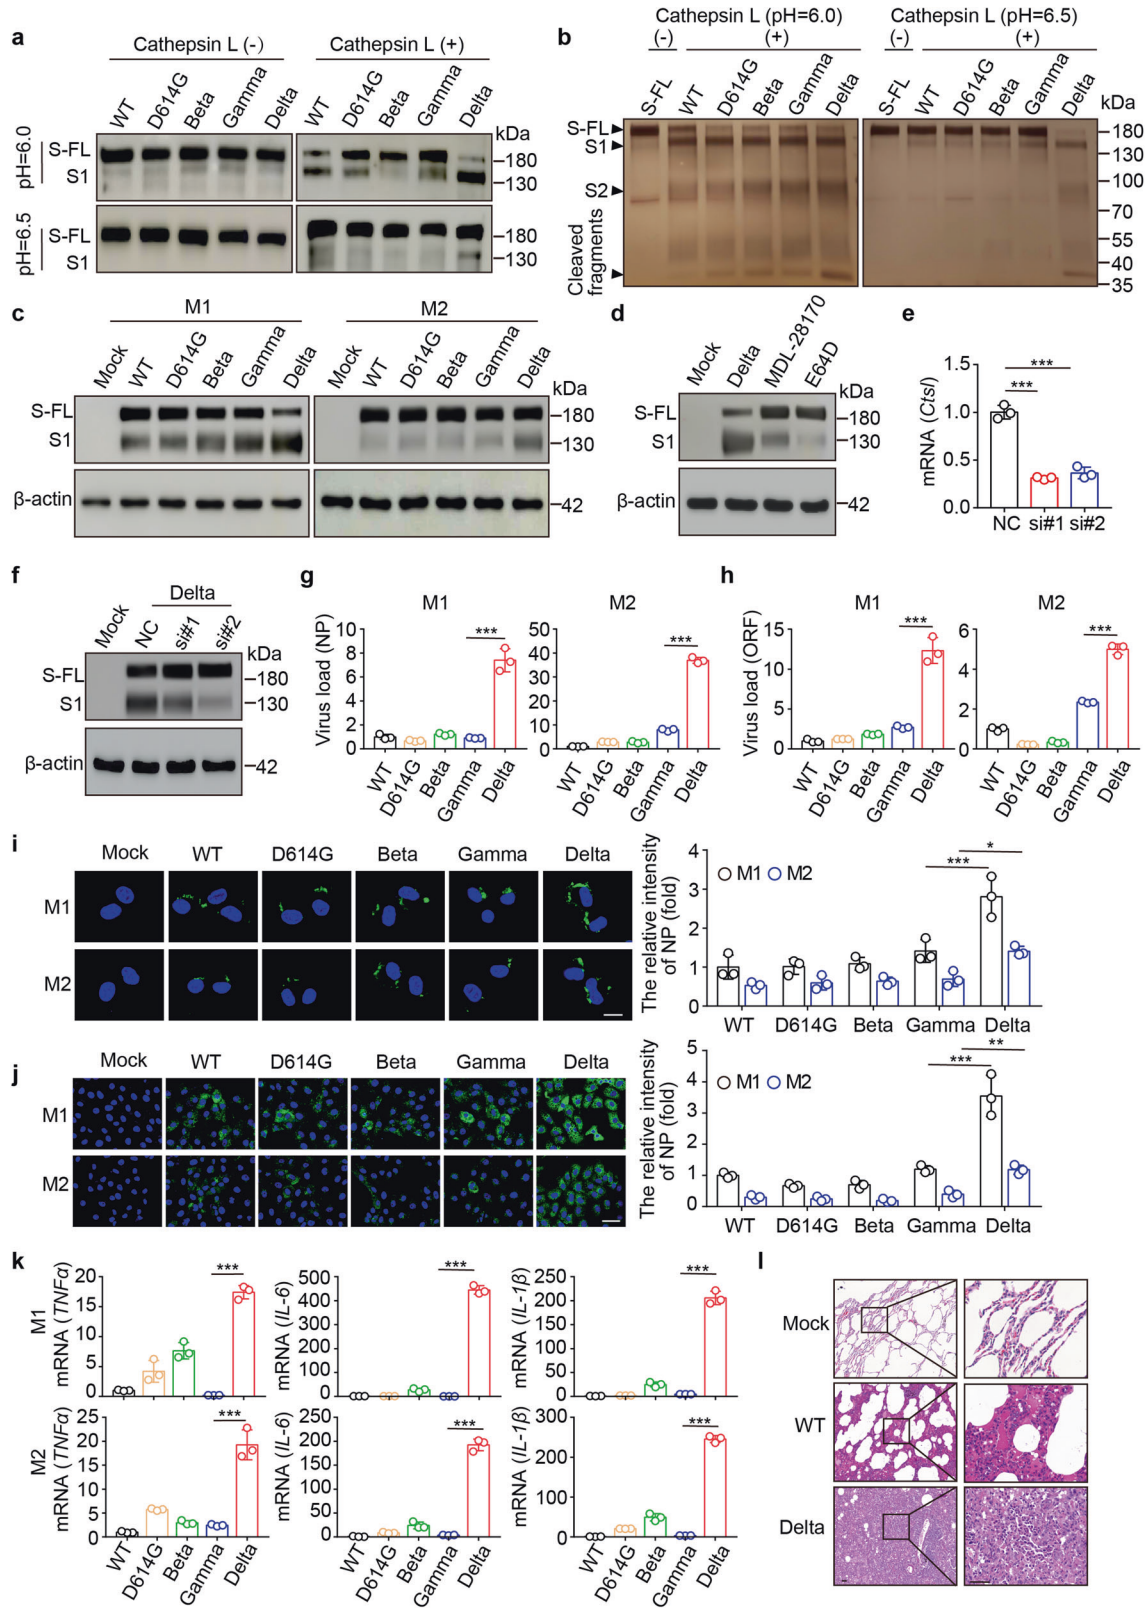 a
Cathepsin L (-)
Cathepsin L (+)
WT
D614G
Beta
Gamma
Delta
WT
D614G
Beta
Gamma
Delta
kDa
pH=6.0
S-FL
S1
180
130
pH=6.5
S-FL
S1
180
130
b
Cathepsin L (pH=6.0)
(-)
(+)
Cathepsin L (pH=6.5)
(-)
(+)
S-FL
WT
D614G
Beta
Gamma
Delta
S-FL
WT
D614G
Beta
Gamma
Delta
kDa
S-FL
S1
S2
Cleaved
fragments
180
130
100
70
55
40
35
c
M1
M2
Mock
WT
D614G
Beta
Gamma
Delta
Mock
WT
D614G
Beta
Gamma
Delta
kDa
S-FL
S1
β-actin
180
130
42
d
Mock
Delta
MDL-28170
E64D
kDa
S-FL
S1
β-actin
180
130
42
e
mRNA (Ctsl)
1.5
1.0
0.5
0.0
***
***
NC
si#1
si#2
f
Delta
Mock
NC
si#1
si#2
kDa
S-FL
S1
β-actin
180
130
42
g
M1
M2
Virus load (NP)
10
8
6
4
2
0
***
WT
D614G
Beta
Gamma
Delta
50
40
30
20
10
0
***
WT
D614G
Beta
Gamma
Delta
h
M1
M2
Virus load (ORF)
15
10
5
0
***
WT
D614G
Beta
Gamma
Delta
6
4
2
0
***
WT
D614G
Beta
Gamma
Delta
i
Mock
WT
D614G
Beta
Gamma
Delta
M1
M2
The relative intensity
of NP (fold)
4
3
2
1
0
M1
M2
***
*
WT
D614G
Beta
Gamma
Delta
j
Mock
WT
D614G
Beta
Gamma
Delta
M1
M2
The relative intensity
of NP (fold)
5
4
3
2
1
0
M1
M2
***
**
WT
D614G
Beta
Gamma
Delta
k
M1
mRNA (TNFα)
20
15
10
5
0
***
mRNA (IL-6)
500
400
300
200
100
0
***
mRNA (IL-1β)
250
200
150
100
50
0
***
M2
mRNA (TNFα)
25
20
15
10
5
0
***
WT
D614G
Beta
Gamma
Delta
mRNA (IL-6)
250
200
150
100
50
0
***
WT
D614G
Beta
Gamma
Delta
mRNA (IL-1β)
300
200
100
0
***
WT
D614G
Beta
Gamma
Delta
l
Mock
WT
Delta